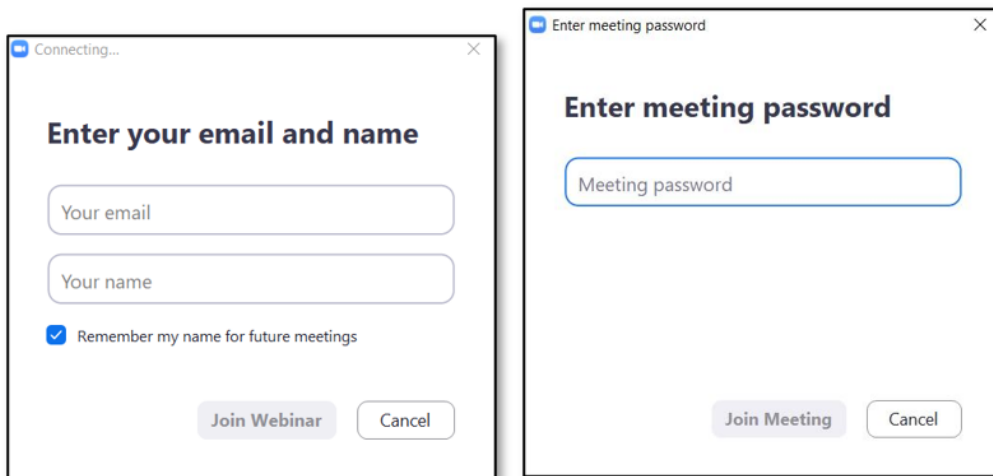 Connecting...
Enter your email and name
Your email
Your name
Remember my name for future meetings
Join Webinar
Cancel
Enter meeting password
Enter meeting password
Meeting password
Join Meeting
Cancel